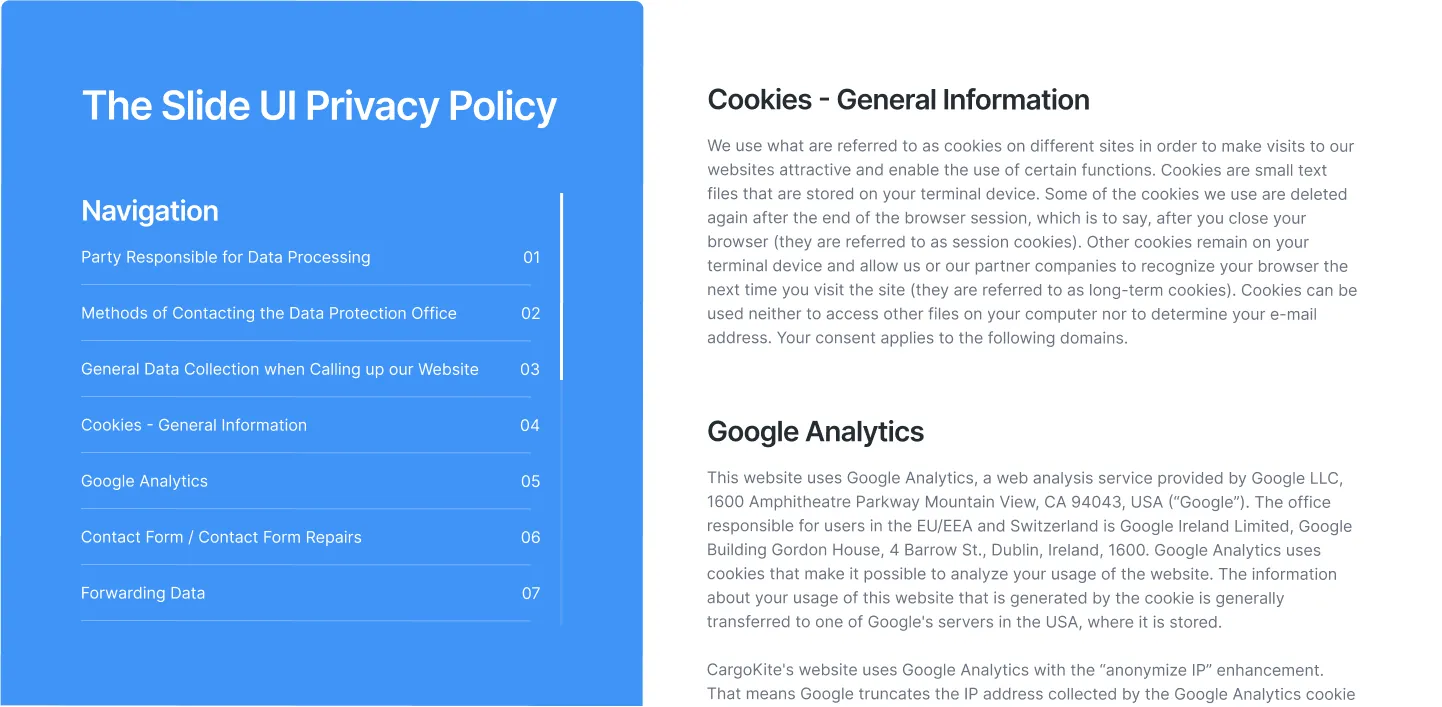 The Slide UI Privacy Policy
Navigation
Party Responsible for Data Processing 01
Methods of Contacting the Data Protection Office 02
General Data Collection when Calling up our Website 03
Cookies - General Information 04
Google Analytics 05
Contact Form / Contact Form Repairs 06
Forwarding Data 07
Cookies - General Information
We use what are referred to as cookies on different sites in order to make visits to our
websites attractive and enable the use of certain functions. Cookies are small text
files that are stored on your terminal device. Some of the cookies we use are deleted
again after the end of the browser session, which is to say, after you close your
browser (they are referred to as session cookies). Other cookies remain on your
terminal device and allow us or our partner companies to recognize your browser the
next time you visit the site (they are referred to as long-term cookies). Cookies can be
used neither to access other files on your computer nor to determine your e-mail
address. Your consent applies to the following domains.
Google Analytics
This website uses Google Analytics, a web analysis service provided by Google LLC,
1600 Amphitheatre Parkway Mountain View, CA 94043, USA (“Google”). The office
responsible for users in the EU/EEA and Switzerland is Google Ireland Limited, Google
Building Gordon House, 4 Barrow St., Dublin, Ireland, 1600. Google Analytics uses
cookies that make it possible to analyze your usage of the website. The information
about your usage of this website that is generated by the cookie is generally
transferred to one of Google's servers in the USA, where it is stored.
CargoKite's website uses Google Analytics with the “anonymize IP” enhancement.
That means Google truncates the IP address collected by the Google Analytics cookie